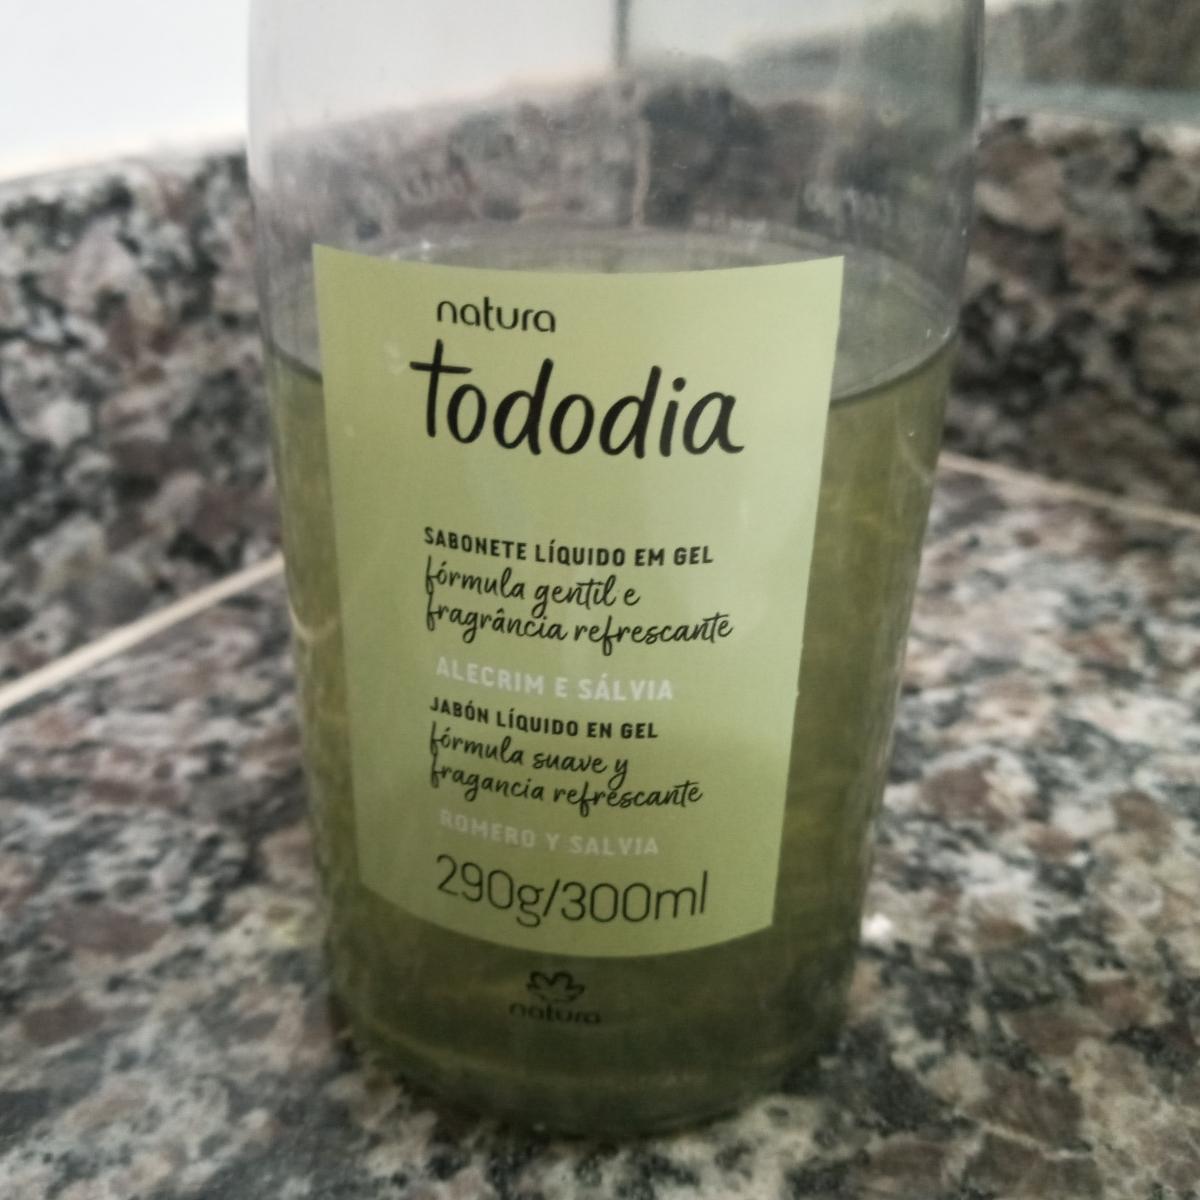 natura
tododia
SABONETE LÍQUIDO EM GEL
fórmula gentil e
fragrância refrescante
ALECRIM E SÁLVIA
JABÓN LÍQUIDO EN GEL
fórmula suave y
fragancia refrescante
ROMERO Y SALVIA
290g/300ml
natura